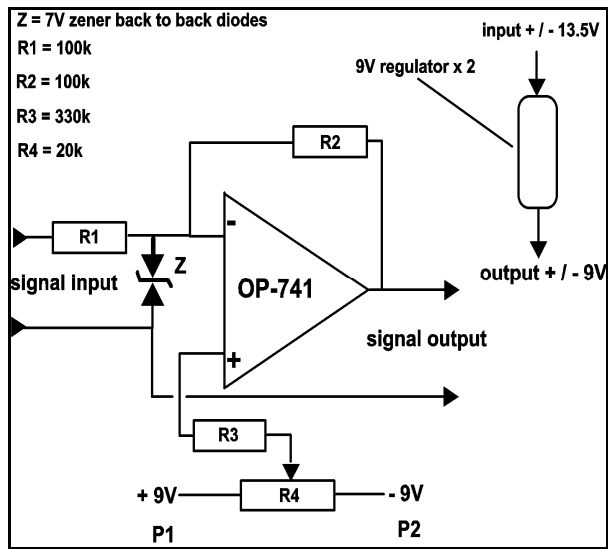 Z = 7V zener back to back diodes
R1 = 100k
R2 = 100k
R3 = 330k
R4 = 20k
input + / - 13.5V
9V regulator x 2
R2
R1
-
Z
signal input
OP-741
output + / - 9V
signal output
+
R3
+ 9V
R4
- 9V
P1
P2